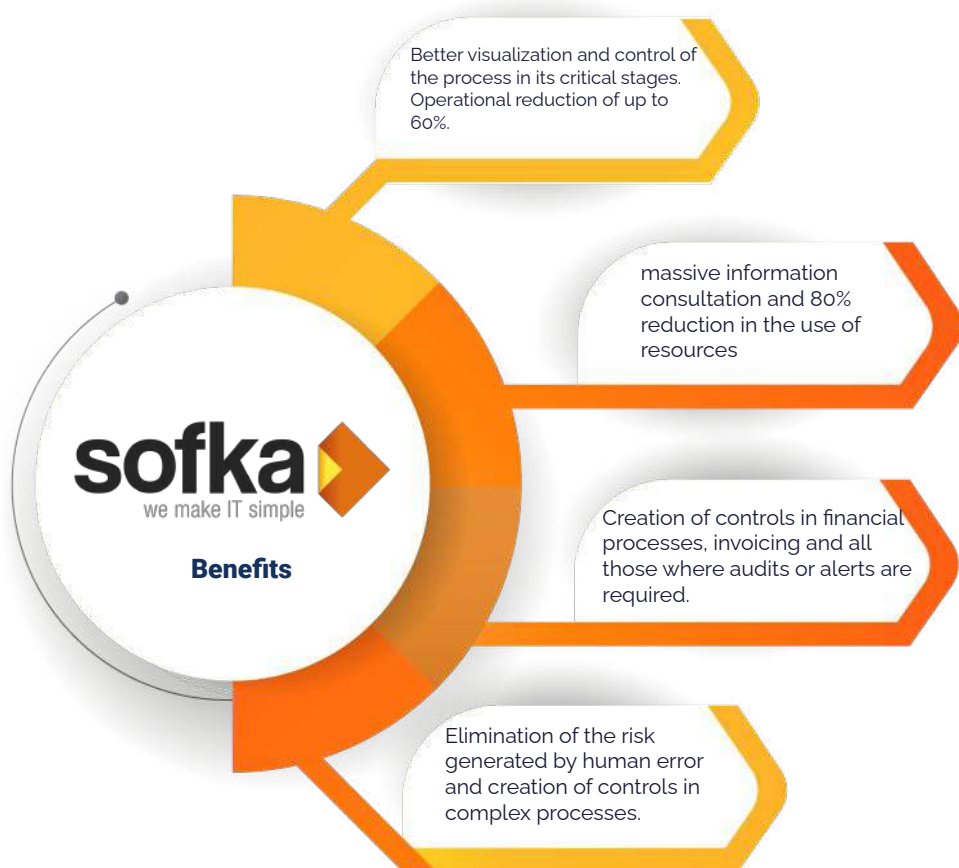 Better visualization and control of
the process in its critical stages.
Operational reduction of up to
60%.
massive information
consultation and 80%
reduction in the use of
resources
sofka
we make IT simple
Benefits
Creation of controls in financial
processes, invoicing and all
those where audits or alerts are
required.
Elimination of the risk
generated by human error
and creation of controls in
complex processes.